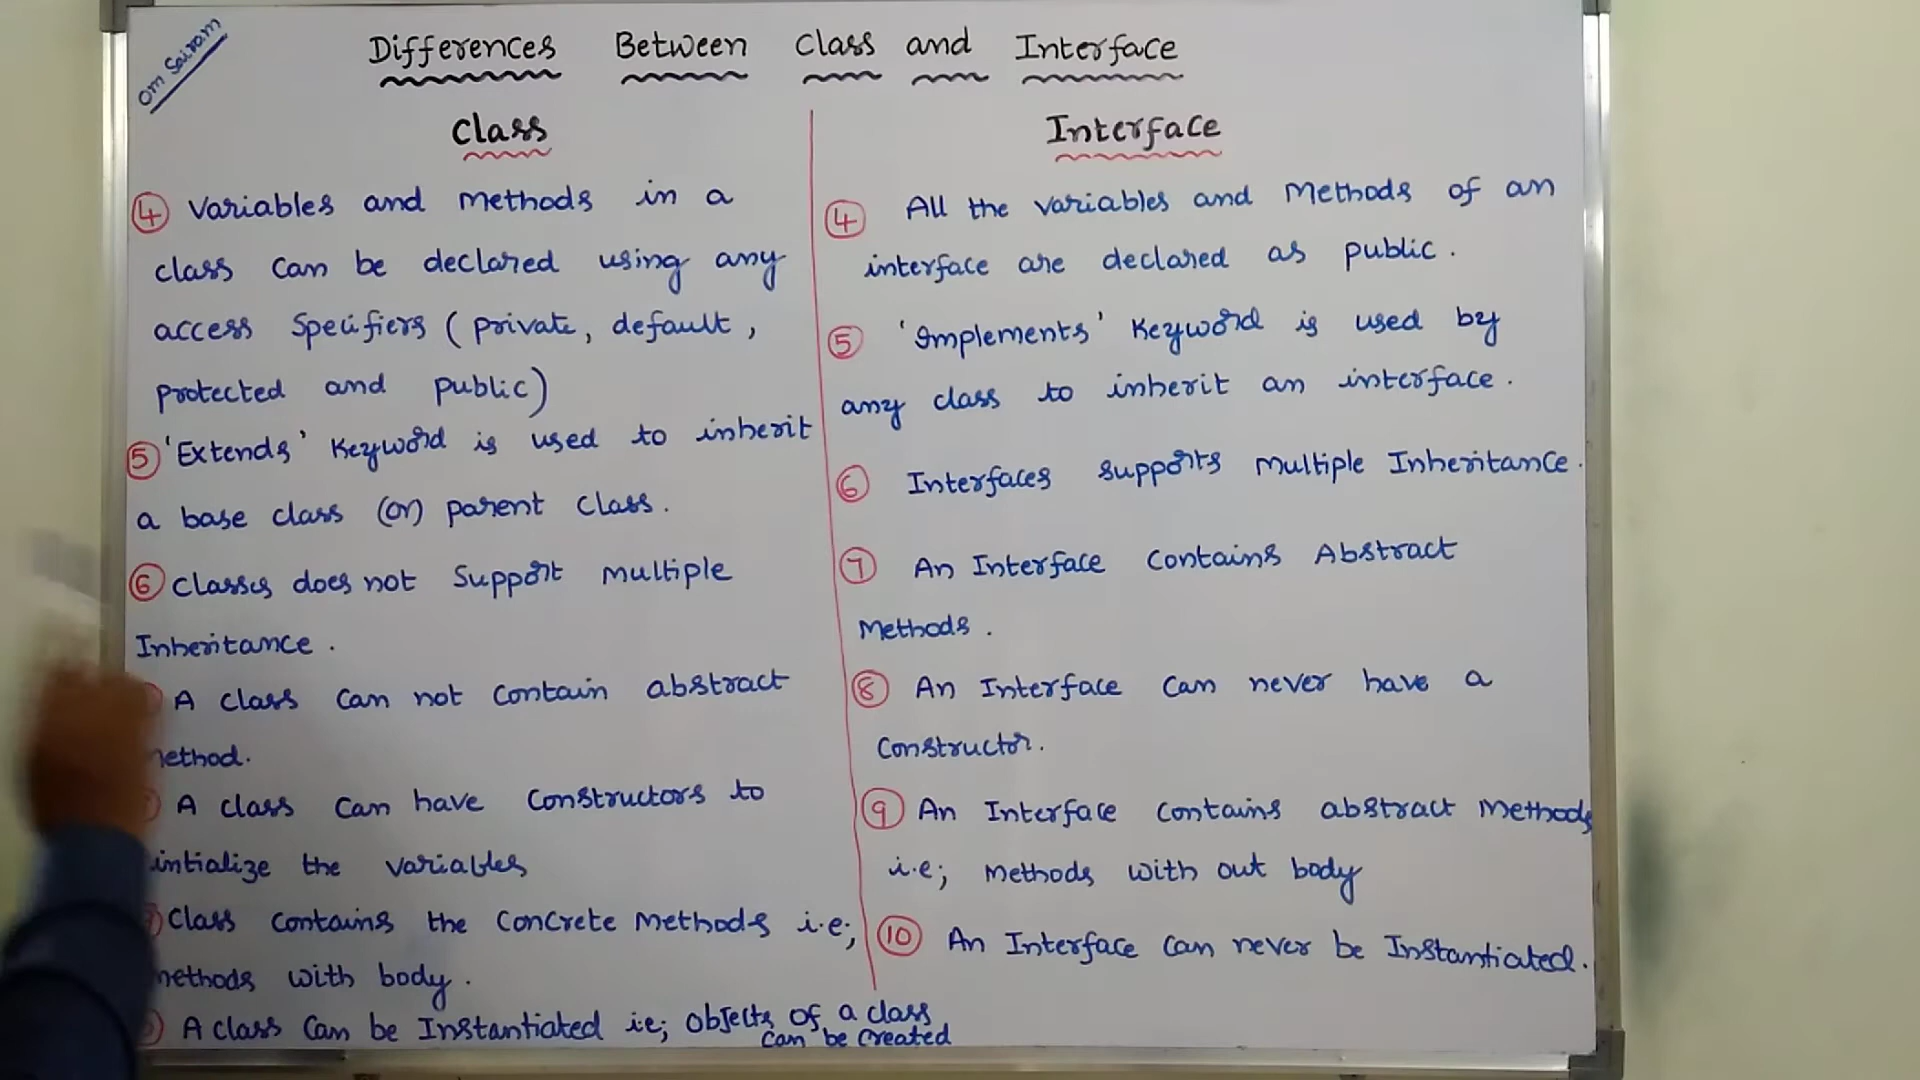 Om Sairam
Differences Between Class and Interface
Class
④ Variables and Methods in a
class can be declared using any
access Specifiers (private, default,
protected and public)
⑤ 'Extends' Keyword is used to inherit
a base class (or) parent class.
⑥ Classes does not Support Multiple
Inheritance.
A class can not contain abstract
method.
A class can have constructors to
intialize the variables
Class contains the concrete Methods i.e;
methods with body.
A class can be Instantiated i.e; objects of a class
can be created
Interface
④ All the variables and Methods of an
interface are declared as public.
⑤ 'Implements' Keyword is used by
any class to inherit an interface.
⑥ Interfaces supports Multiple Inheritance.
⑦ An Interface contains Abstract
Methods.
⑧ An Interface can never have a
constructor.
⑨ An Interface contains abstract Methods
i.e; Methods with out body
⑩ An Interface can never be Instantiated.